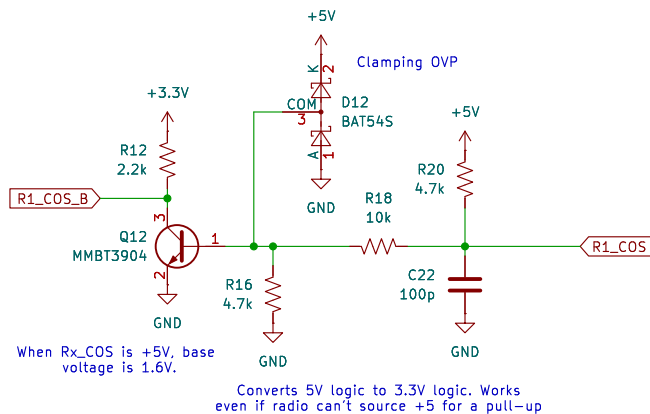 +5V
Clamping OVP
K
2
+3.3V
COM
3
D12
BAT54S
+5V
A
1
R12
2.2k
R20
4.7k
GND
R18
10k
R1_COS_B
3
1
R1_COS
Q12
MMBT3904
2
R16
4.7k
C22
100p
GND
GND
GND
When Rx_COS is +5V, base
voltage is 1.6V.
Converts 5V logic to 3.3V logic. Works
even if radio can't source +5 for a pull-up